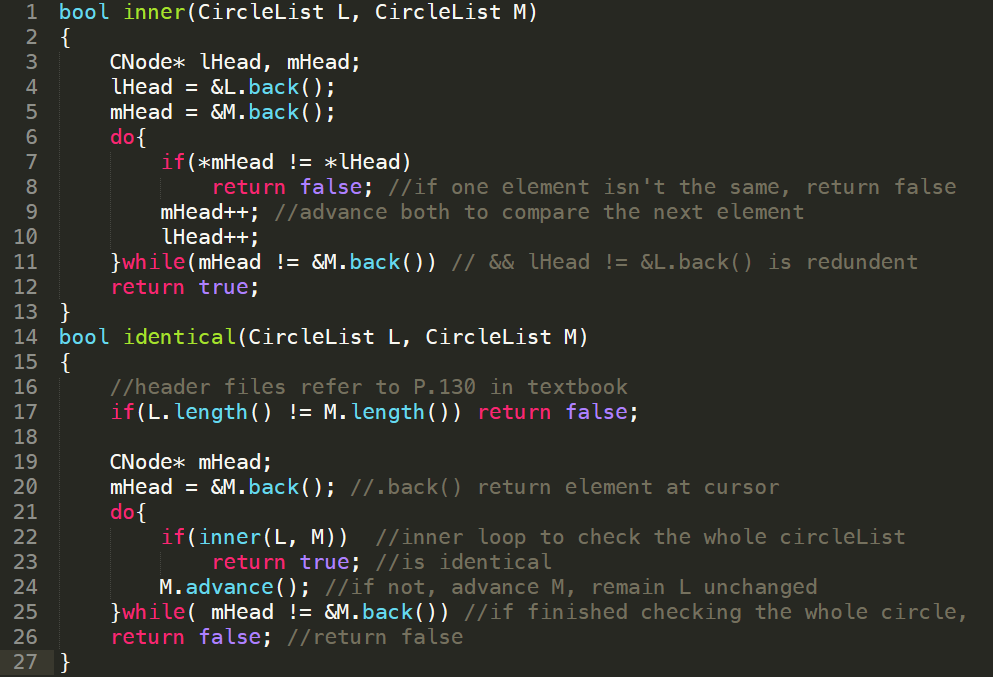 1 bool inner(CircleList L, CircleList M)
2 {
3     CNode* lHead, mHead;
4     lHead = &L.back();
5     mHead = &M.back();
6     do{
7         if(*mHead != *lHead)
8             return false; //if one element isn't the same, return false
9         mHead++; //advance both to compare the next element
10         lHead++;
11     }while(mHead != &M.back()) // && lHead != &L.back() is redundent
12     return true;
13 }
14 bool identical(CircleList L, CircleList M)
15 {
16     //header files refer to P.130 in textbook
17     if(L.length() != M.length()) return false;
18
19     CNode* mHead;
20     mHead = &M.back(); //.back() return element at cursor
21     do{
22         if(inner(L, M))  //inner loop to check the whole circleList
23             return true; //is identical
24         M.advance(); //if not, advance M, remain L unchanged
25     }while( mHead != &M.back()) //if finished checking the whole circle,
26     return false; //return false
27 }